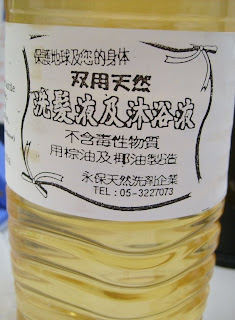 保護地球及您的身体
双用天然
洗髮液及沐浴液
不含毒性物質
用棕油及椰油製造
永保天然洗剂企業
TEL：05-3227073